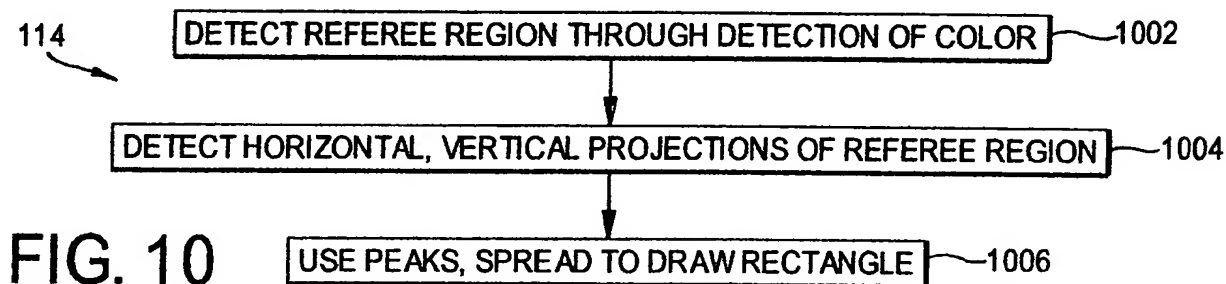 114
DETECT REFEREE REGION THROUGH DETECTION OF COLOR 1002
DETECT HORIZONTAL, VERTICAL PROJECTIONS OF REFEREE REGION 1004
FIG. 10
USE PEAKS, SPREAD TO DRAW RECTANGLE 1006